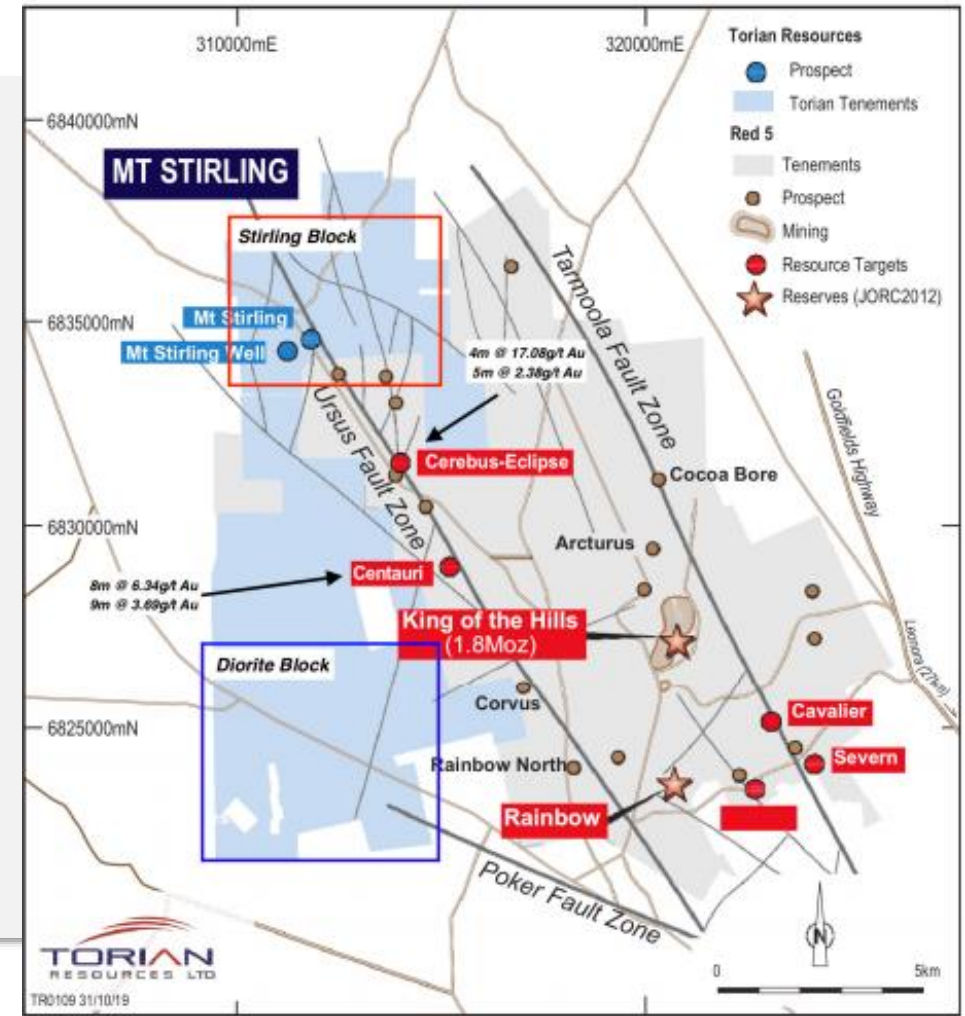 310000mE
320000mE
Torian Resources
Prospect
Torian Tenements
Red 5
Tenements
Prospect
Mining
Resource Targets
Reserves (JORC2012)
6840000mN
MT STIRLING
Stirling Block
Tarmoola Fault Zone
6835000mN
Mt Stirling
Mt Stirling Well
4m @ 17.08g/t Au
5m @ 2.38g/t Au
Ursus Fault Zone
Goldfields Highway
Cerebus-Eclipse
Cocoa Bore
6830000mN
Arcturus
Centauri
8m @ 6.34g/t Au
9m @ 3.69g/t Au
King of the Hills
(1.8Moz)
Leonora (27km)
Diorite Block
Corvus
6825000mN
Cavalier
Rainbow North
Severn
Rainbow
Poker Fault Zone
N
TORIAN
RESOURCES LTD
0 5km
TR0109 31/10/19